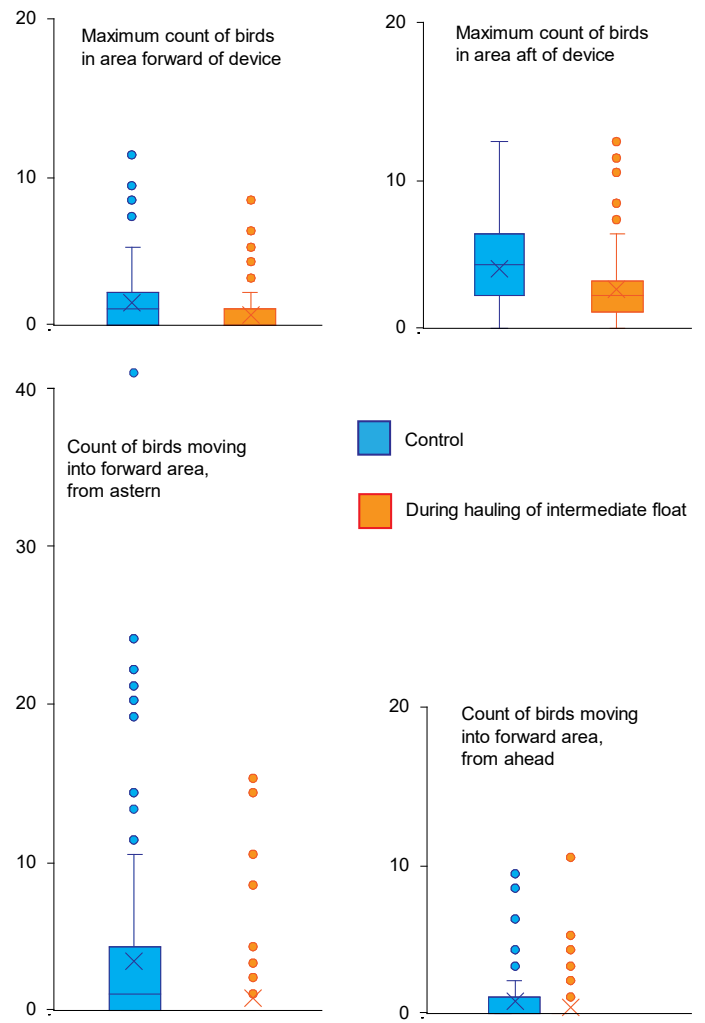 20
Maximum count of birds
in area forward of device
10
0
20
Maximum count of birds
in area aft of device
10
0
40
Count of birds moving
into forward area,
from astern
30
20
10
0
Control
During hauling of intermediate float
20
Count of birds moving
into forward area,
from ahead
10
0